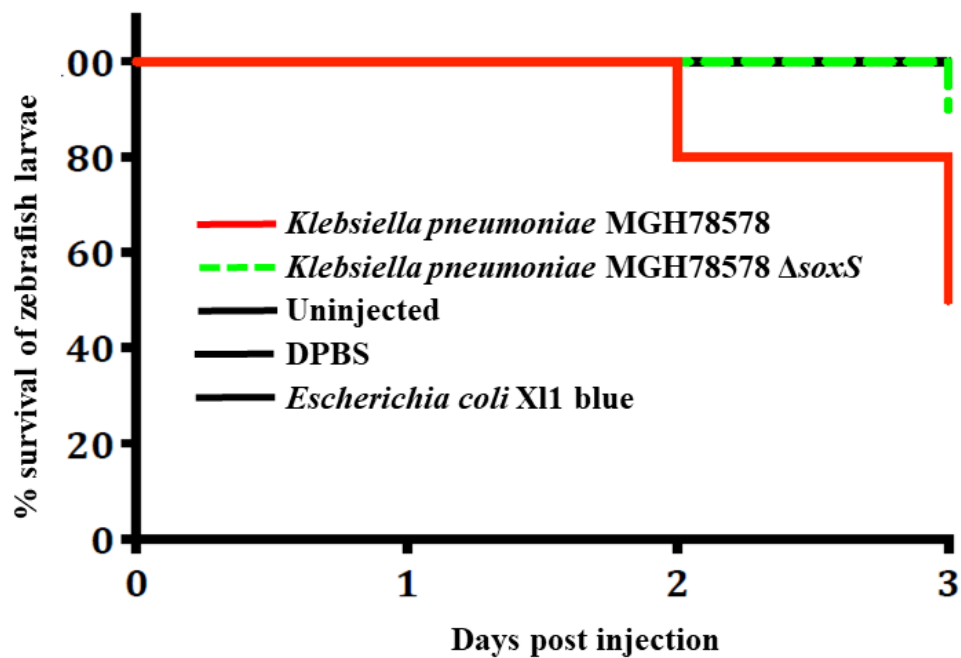 % survival of zebrafish larvae
00
80
60
40
20
0
Klebsiella pneumoniae MGH78578
Klebsiella pneumoniae MGH78578 ΔsoxS
Uninjected
DPBS
Escherichia coli Xl1 blue
0 1 2 3
Days post injection